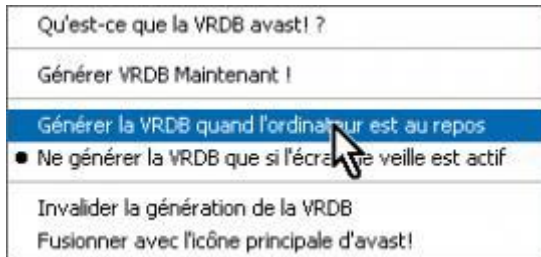 Qu'est-ce que la VRDB avast! ?
Générer VRDB Maintenant !
Générer la VRDB quand l'ordinateur est au repos
Ne générer la VRDB que si l'écran de veille est actif
Invalider la génération de la VRDB
Fusionner avec l'icône principale d'avast!